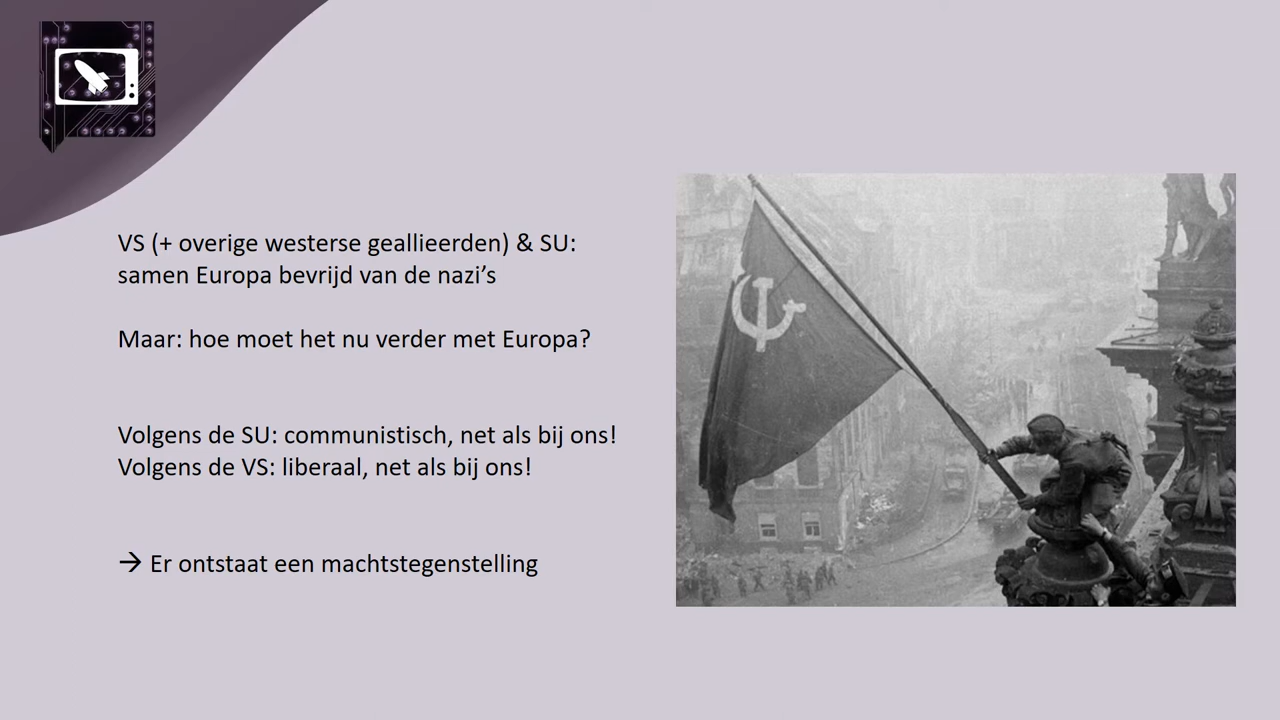 VS (+ overige westerse geallieerden) & SU:
samen Europa bevrijd van de nazi’s
Maar: hoe moet het nu verder met Europa?
Volgens de SU: communistisch, net als bij ons!
Volgens de VS: liberaal, net als bij ons!
→ Er ontstaat een machtstegenstelling